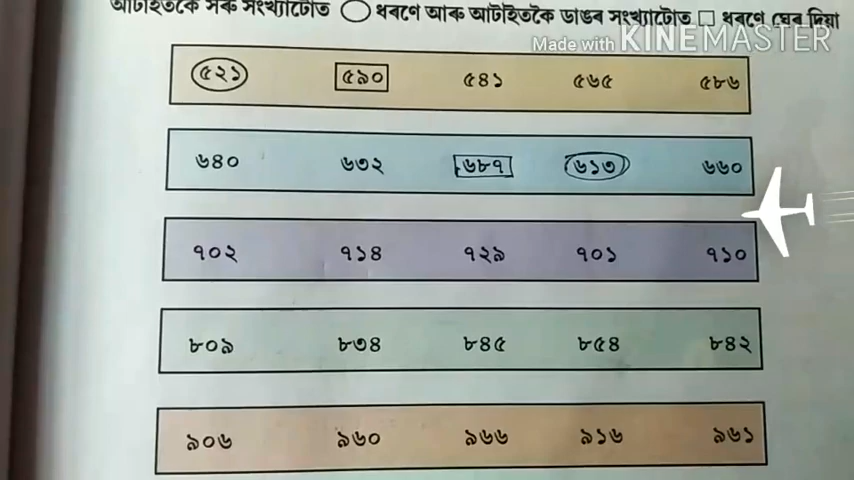 আটাইতকৈ সৰু সংখ্যাটোত ◯ ধৰণে আৰু আটাইতকৈ ডাঙৰ সংখ্যাটোত □ ধৰণে ঘেৰ দিয়া
Made with KINEMASTER
৫২১ ৫৯০ ৫৪১ ৫৬৫ ৫৮৬
৬৪০ ৬৩২ ৬৮৭ ৬১৩ ৬৬০
৭০২ ৭১৪ ৭২৯ ৭০১ ৭১০
৮০৯ ৮৩৪ ৮৪৫ ৮৫৪ ৮৪২
৯০৬ ৯৬০ ৯৬৬ ৯১৬ ৯৬১